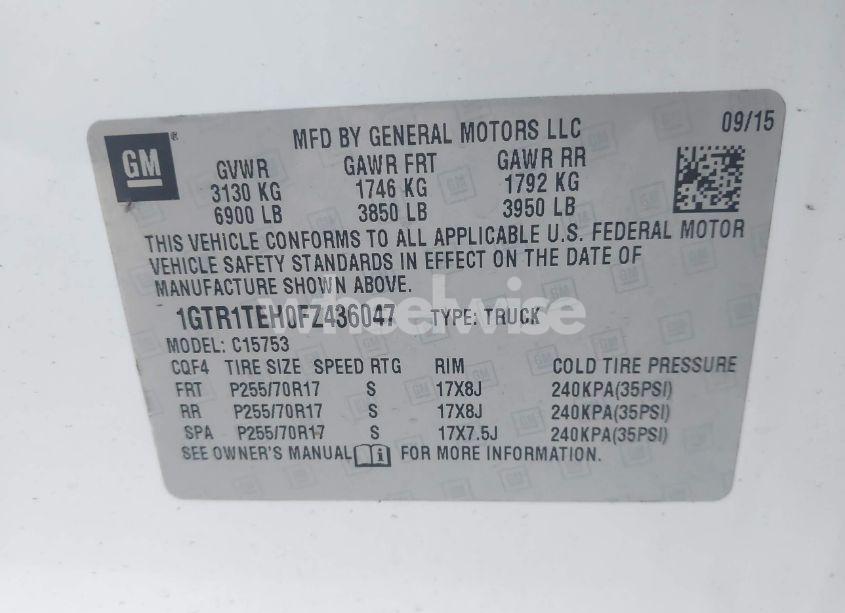 GM ®
MFD BY GENERAL MOTORS LLC
09/15
GVWR GAWR FRT GAWR RR
3130 KG 1746 KG 1792 KG
6900 LB 3850 LB 3950 LB
THIS VEHICLE CONFORMS TO ALL APPLICABLE U.S. FEDERAL MOTOR
VEHICLE SAFETY STANDARDS IN EFFECT ON THE DATE OF
MANUFACTURE SHOWN ABOVE.
1GTR1TEH0FZ436047 TYPE: TRUCK
wheelwise
MODEL: C15753
CQF4 TIRE SIZE SPEED RTG RIM COLD TIRE PRESSURE
FRT P255/70R17 S 17X8J 240KPA(35PSI)
RR P255/70R17 S 17X8J 240KPA(35PSI)
SPA P255/70R17 S 17X7.5J 240KPA(35PSI)
SEE OWNER'S MANUAL FOR MORE INFORMATION.